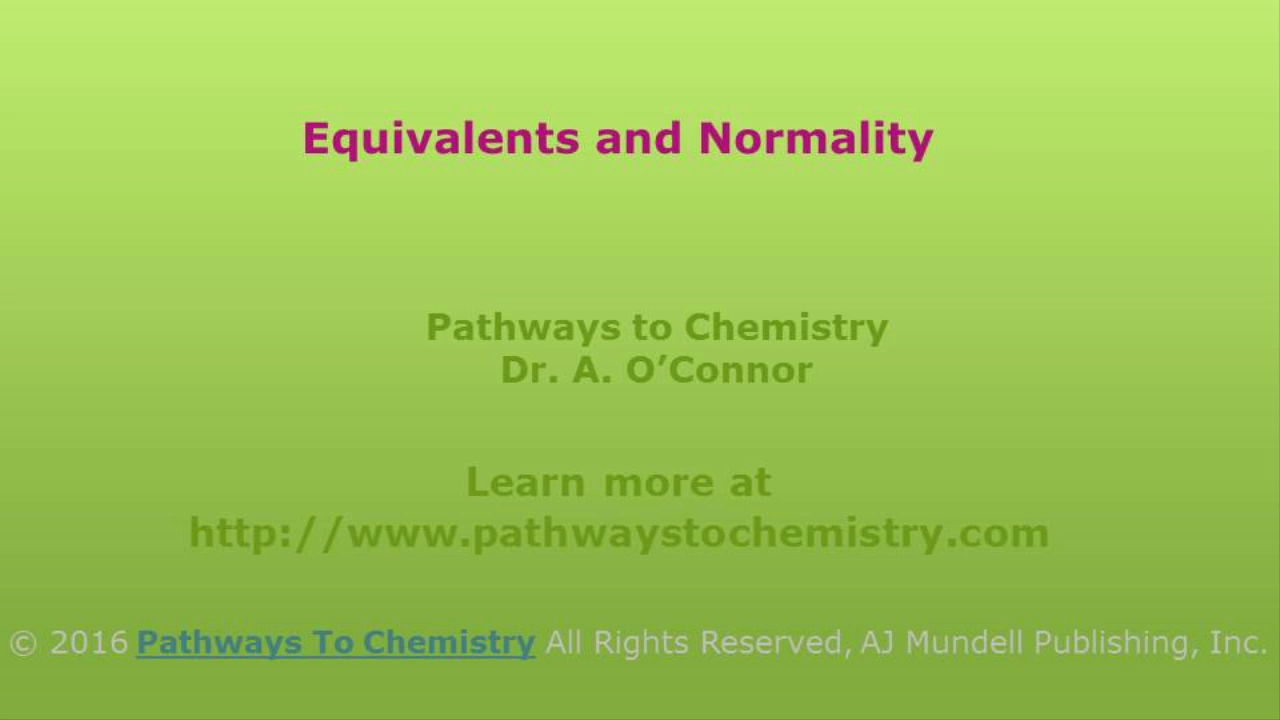 Equivalents and Normality
Pathways to Chemistry
Dr. A. O’Connor
Learn more at
http://www.pathwaystochemistry.com
© 2016 Pathways To Chemistry All Rights Reserved, AJ Mundell Publishing, Inc.